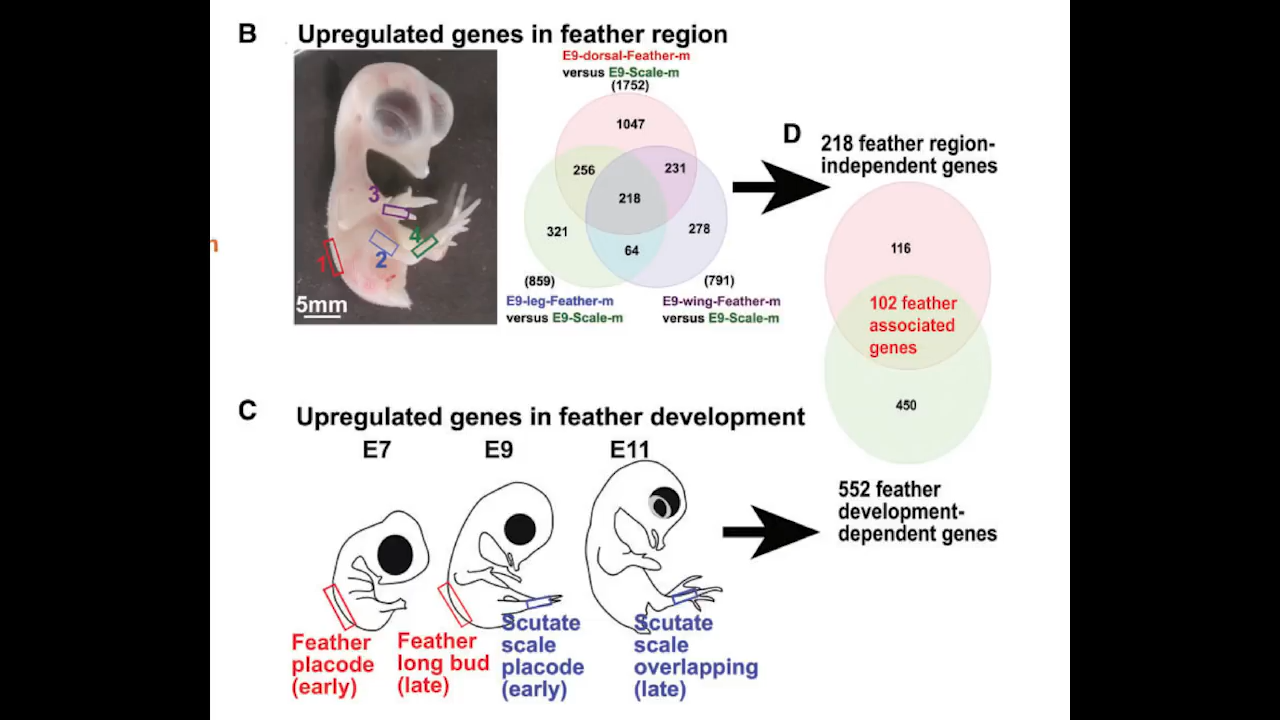 B
Upregulated genes in feather region
E9-dorsal-Feather-m
versus E9-Scale-m
(1752)
1047
256
231
218
321
278
64
(859)
(791)
E9-leg-Feather-m
versus E9-Scale-m
E9-wing-Feather-m
versus E9-Scale-m
1
2
3
4
5mm
D
218 feather region-
independent genes
116
102 feather
associated
genes
450
552 feather
development-
dependent genes
C
Upregulated genes in feather development
E7
E9
E11
Feather
placode
(early)
Feather
long bud
(late)
Scutate
scale
placode
(early)
Scutate
scale
overlapping
(late)